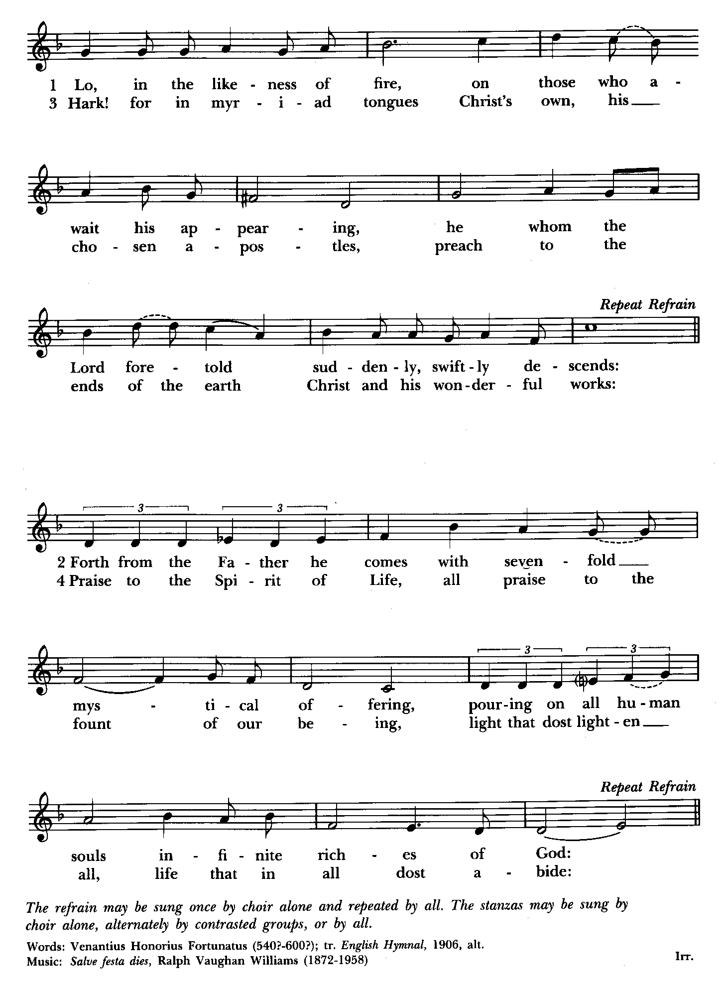 1 Lo, in the like - ness of fire, on those who a -
3 Hark! for in myr - i - ad tongues Christ's own, his
wait his ap - pear - ing, he whom the
cho - sen a - pos - tles, preach to the
Repeat Refrain
Lord fore - told sud - den - ly, swift - ly de - scends:
ends of the earth Christ and his won - der - ful works:
3 3
2 Forth from the Fa - ther he comes with seven - fold
4 Praise to the Spi - rit of Life, all praise to the
3 3
mys - ti - cal of - fering, pour - ing on all hu - man
fount of our be - ing, light that dost light - en
Repeat Refrain
souls in - fi - nite rich - es of God:
all, life that in all dost a - bide:
The refrain may be sung once by choir alone and repeated by all. The stanzas may be sung by
choir alone, alternately by contrasted groups, or by all.
Words: Venantius Honorius Fortunatus (540?-600?); tr. English Hymnal, 1906, alt.
Music: Salve festa dies, Ralph Vaughan Williams (1872-1958)
Irr.